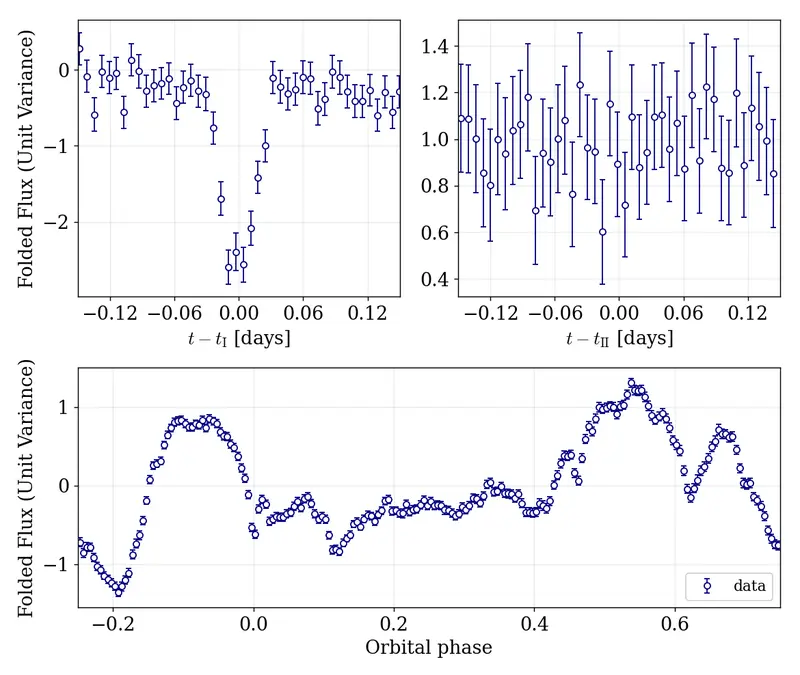 Folded Flux (Unit Variance)
0
−1
−2
−0.12 −0.06 0.00 0.06 0.12
t − tI [days]
1.4
1.2
1.0
0.8
0.6
0.4
−0.12 −0.06 0.00 0.06 0.12
t − tII [days]
Folded Flux (Unit Variance)
1
0
−1
data
−0.2 0.0 0.2 0.4 0.6
Orbital phase